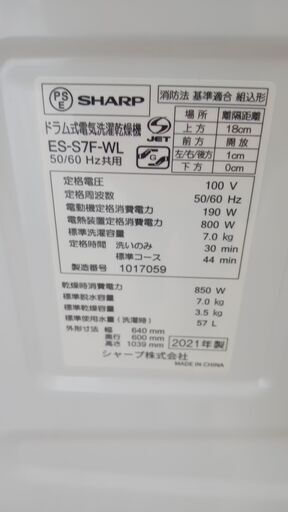 PS E SHARP
ドラム式電気洗濯乾燥機
ES-S7F-WL
50/60 Hz共用
S JET
消防法 基準適合 組込形
場所 離隔距離
上方 18cm
前方 開放
左/右/後方 1cm
下方 0cm
定格電圧 100 V
定格周波数 50/60 Hz
電動機定格消費電力 190 W
電熱装置定格消費電力 800 W
標準洗濯容量 7.0 kg
定格時間 洗いのみ 30 min
標準コース 44 min
製造番号 1017059
乾燥時消費電力 850 W
標準脱水容量 7.0 kg
標準乾燥容量 3.5 kg
標準使用水量(洗濯時) 57 L
外形寸法 幅 640 mm
奥行 600 mm
高さ 1039 mm
シャープ株式会社
2021年製
MADE IN CHINA